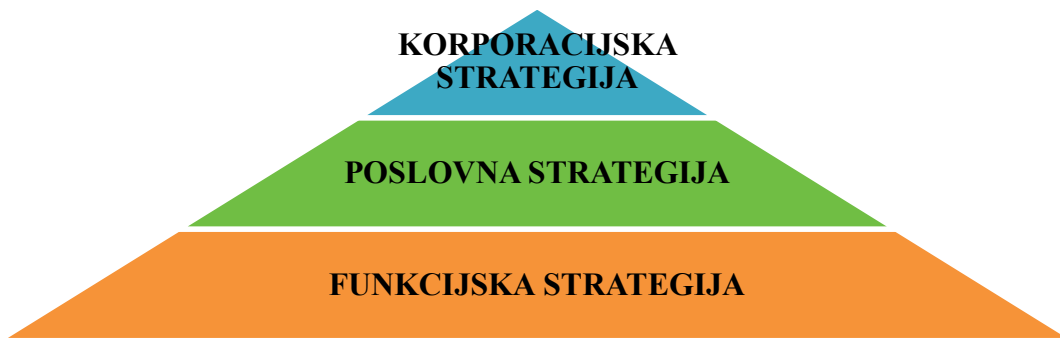 KORPORACIJSKA
STRATEGIJA
POSLOVNA STRATEGIJA
FUNKCIJSKA STRATEGIJA